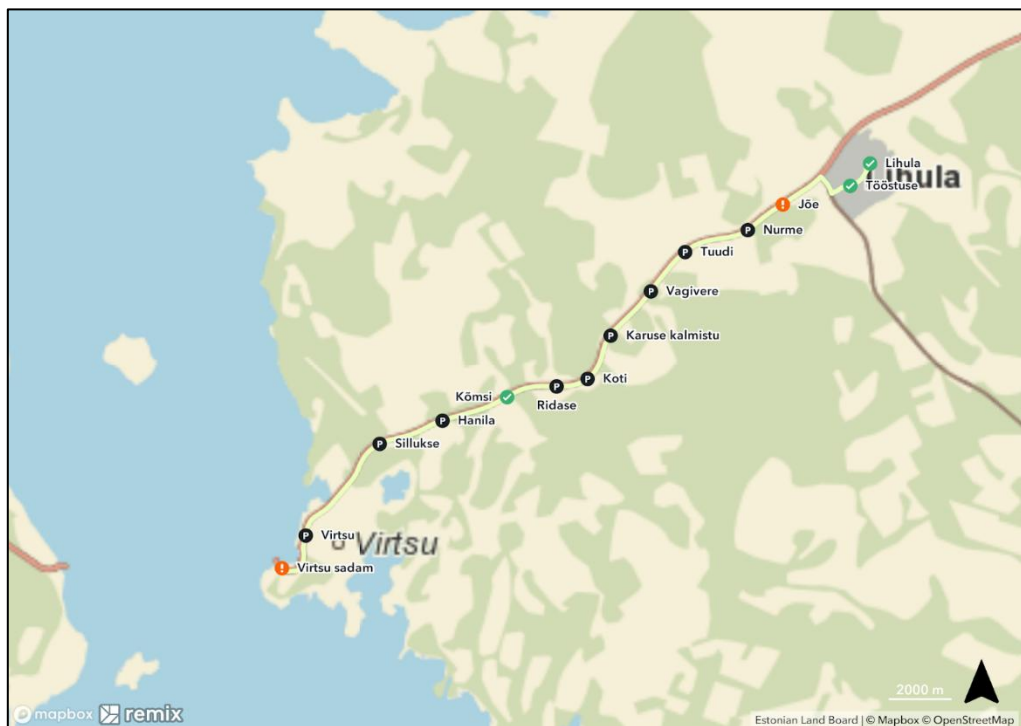 Lihula
Lihula
Tööstuse
Jõe
Nurme
Tuudi
Vagivere
Karuse kalmistu
Koti
Ridase
Kõmsi
Hanila
Sillukse
Virtsu
Virtsu
Virtsu sadam
2000 m
mapbox remix
Estonian Land Board | © Mapbox © OpenStreetMap